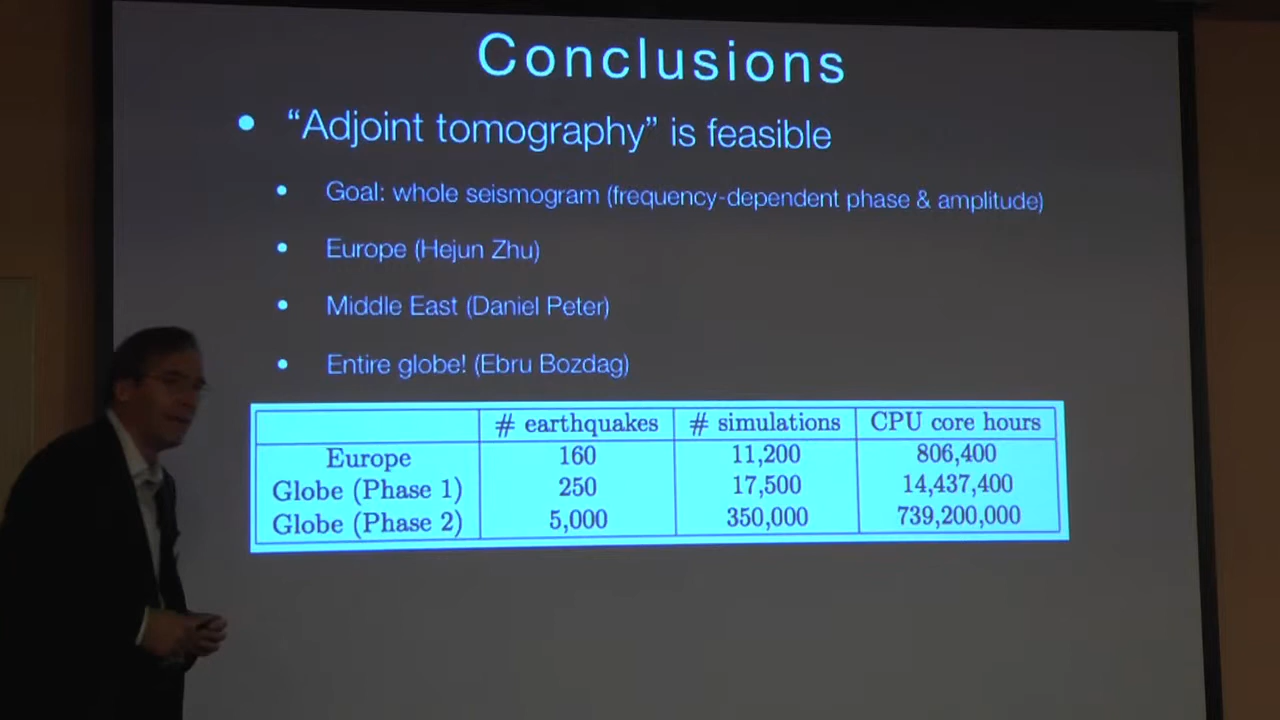 Conclusions
• “Adjoint tomography” is feasible
• Goal: whole seismogram (frequency-dependent phase & amplitude)
• Europe (Hejun Zhu)
• Middle East (Daniel Peter)
• Entire globe! (Ebru Bozdag)
# earthquakes # simulations CPU core hours
Europe 160 11,200 806,400
Globe (Phase 1) 250 17,500 14,437,400
Globe (Phase 2) 5,000 350,000 739,200,000